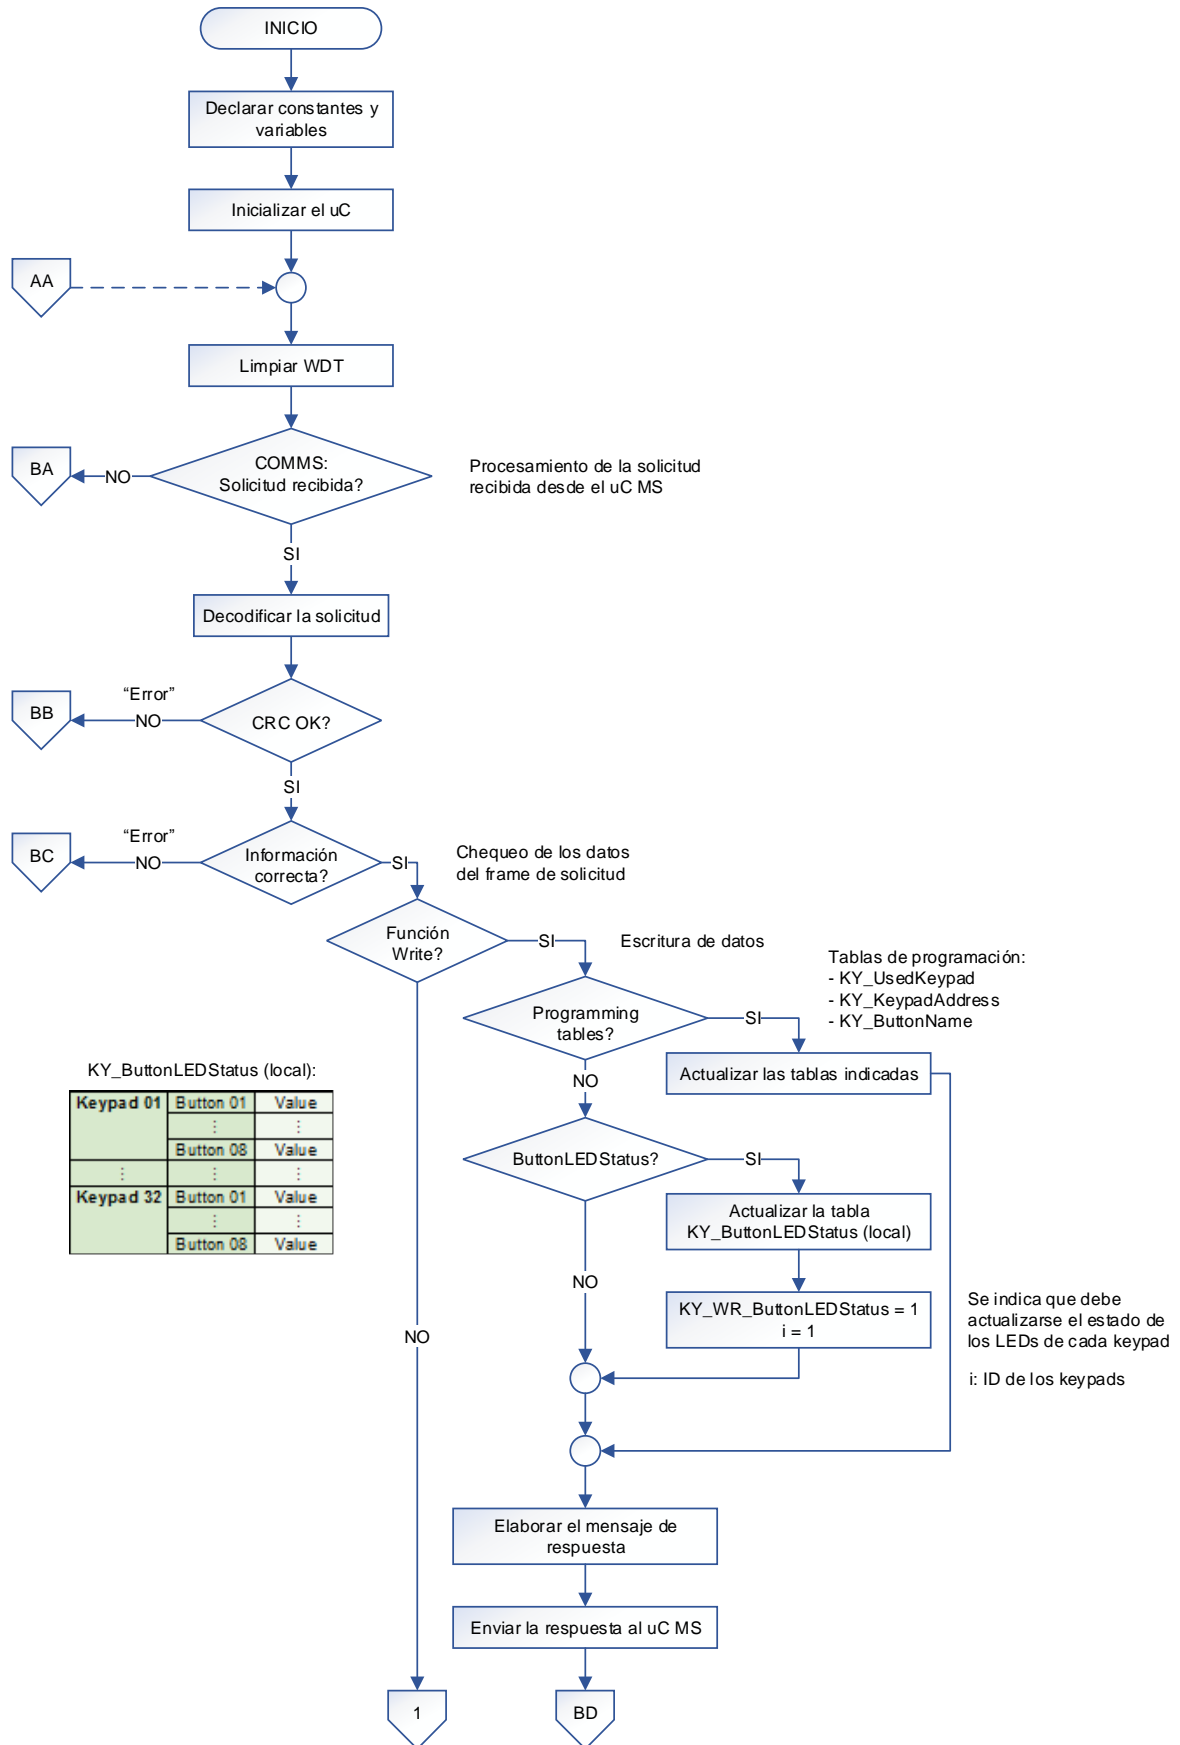 INICIO
Declarar constantes y
variables
Inicializar el uC
AA
Limpiar WDT
BA
NO
COMMS:
Solicitud recibida?
Procesamiento de la solicitud
recibida desde el uC MS
SI
Decodificar la solicitud
BB
“Error”
NO
CRC OK?
SI
BC
“Error”
NO
Información
correcta?
SI
Chequeo de los datos
del frame de solicitud
Función
Write?
SI
Escritura de datos
Tablas de programación:
- KY_UsedKeypad
- KY_KeypadAddress
- KY_ButtonName
Programming
tables?
SI
Actualizar las tablas indicadas
NO
KY_ButtonLEDStatus (local):
Keypad 01 Button 01 Value
⋮ ⋮
Button 08 Value
⋮ ⋮ ⋮
Keypad 32 Button 01 Value
⋮ ⋮
Button 08 Value
ButtonLEDStatus?
SI
Actualizar la tabla
KY_ButtonLEDStatus (local)
NO
KY_WR_ButtonLEDStatus = 1
i = 1
Se indica que debe
actualizarse el estado de
los LEDs de cada keypad
i: ID de los keypads
NO
Elaborar el mensaje de
respuesta
Enviar la respuesta al uC MS
1
BD